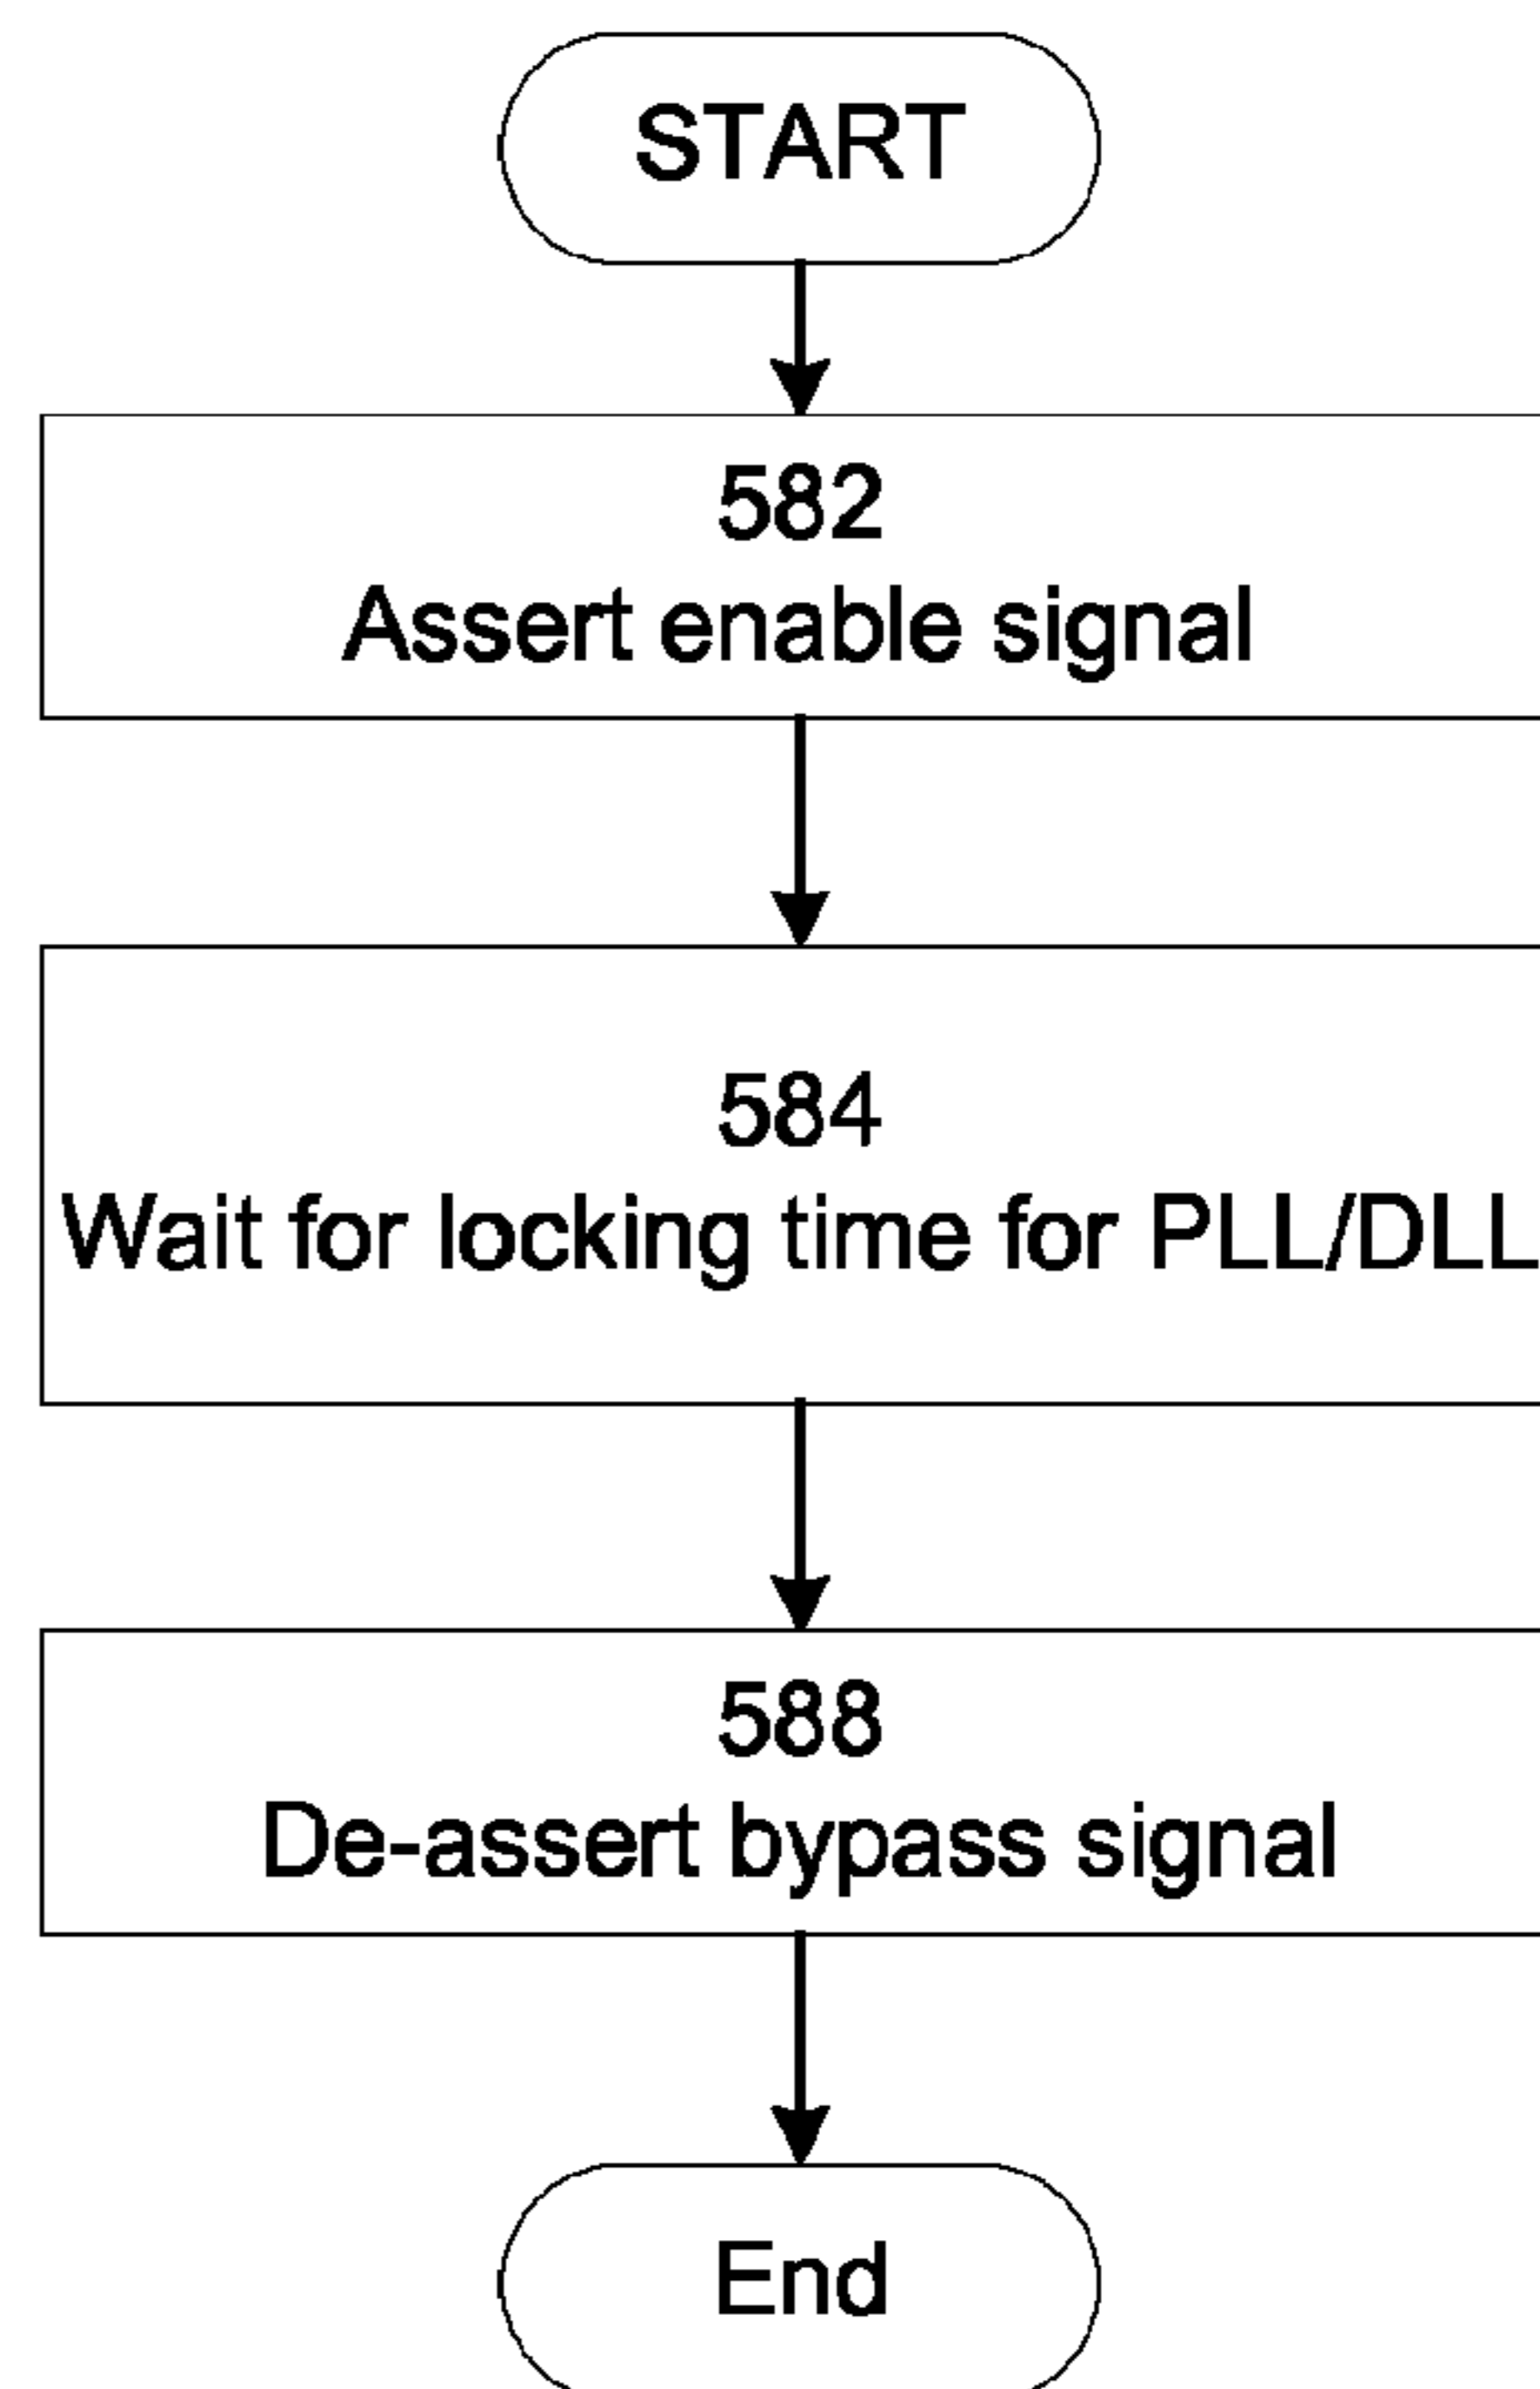 START
582
Assert enable signal
584
Wait for locking time for PLL/DLL
588
De-assert bypass signal
End